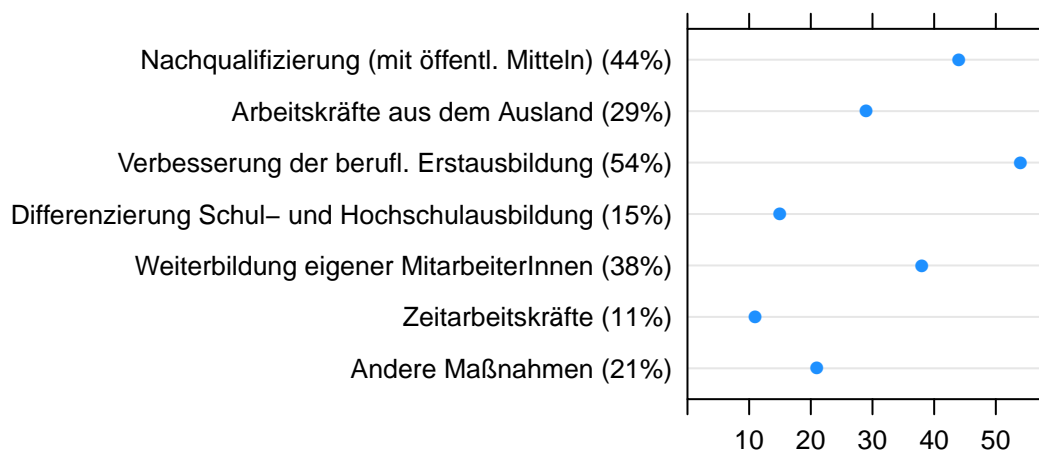 Nachqualifizierung (mit öffentl. Mitteln) (44%)
Arbeitskräfte aus dem Ausland (29%)
Verbesserung der berufl. Erstausbildung (54%)
Differenzierung Schul− und Hochschulausbildung (15%)
Weiterbildung eigener MitarbeiterInnen (38%)
Zeitarbeitskräfte (11%)
Andere Maßnahmen (21%)
10 20 30 40 50